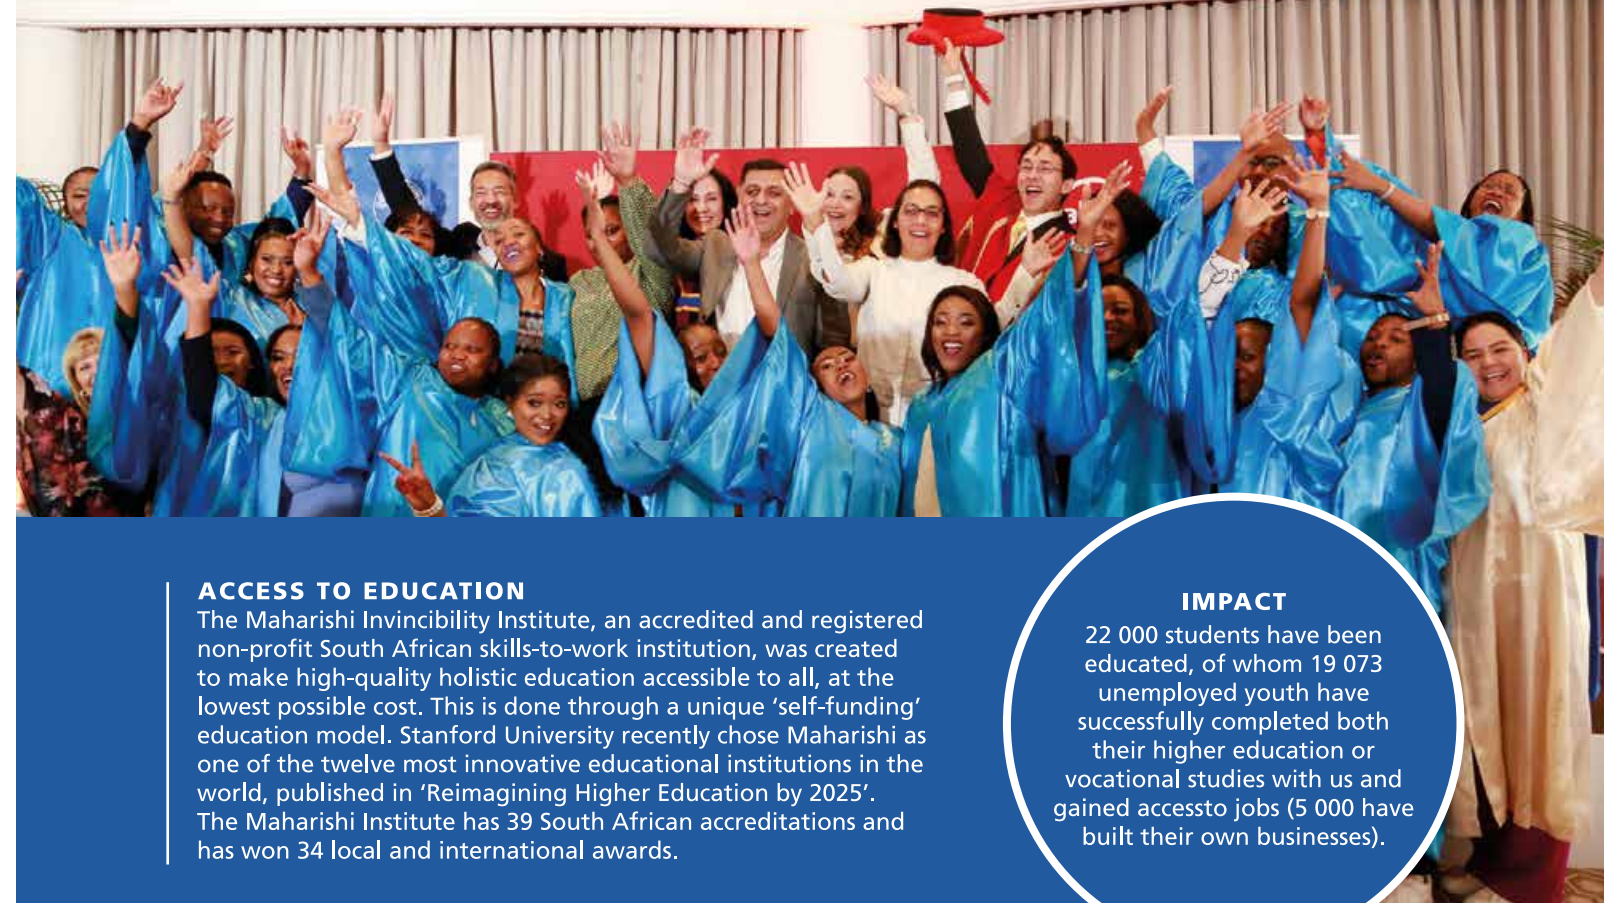 ACCESS TO EDUCATION
The Maharishi Invincibility Institute, an accredited and registered
non-profit South African skills-to-work institution, was created
to make high-quality holistic education accessible to all, at the
lowest possible cost. This is done through a unique ‘self-funding’
education model. Stanford University recently chose Maharishi as
one of the twelve most innovative educational institutions in the
world, published in ‘Reimagining Higher Education by 2025’.
The Maharishi Institute has 39 South African accreditations and
has won 34 local and international awards.
IMPACT
22 000 students have been
educated, of whom 19 073
unemployed youth have
successfully completed both
their higher education or
vocational studies with us and
gained accessto jobs (5 000 have
built their own businesses).